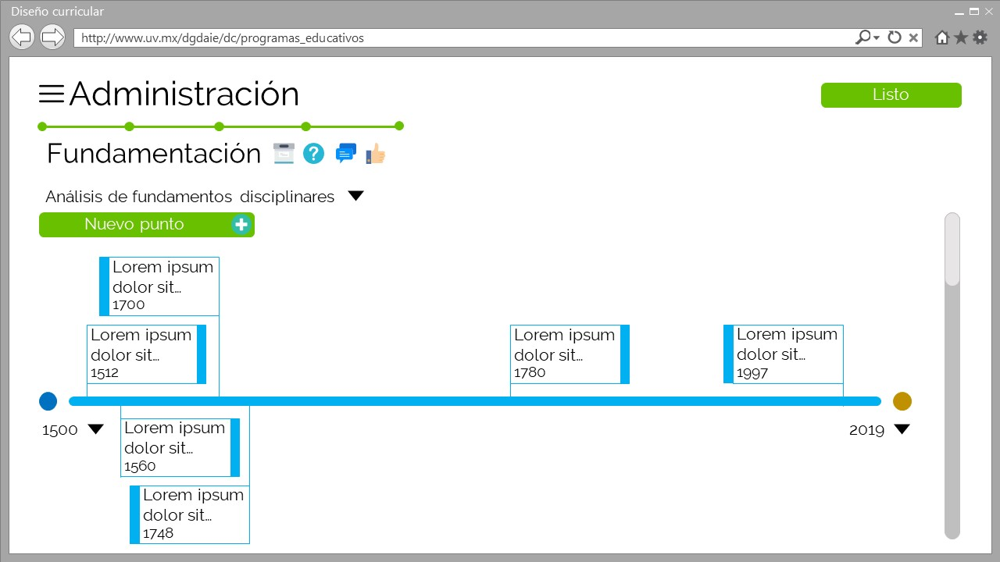 Diseño curricular
http://www.uv.mx/dgdaie/dc/programas_educativos
Administración
Listo
Fundamentación
?
Análisis de fundamentos disciplinares
Nuevo punto
Lorem ipsum
dolor sit...
1700
Lorem ipsum
dolor sit...
1512
Lorem ipsum
dolor sit...
1780
Lorem ipsum
dolor sit...
1997
1500
2019
Lorem ipsum
dolor sit...
1560
Lorem ipsum
dolor sit...
1748